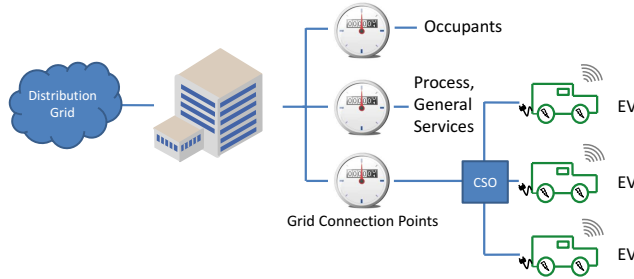 Distribution
Grid
Occupants
Process,
General
Services
CSO
Grid Connection Points
EV
EV
EV